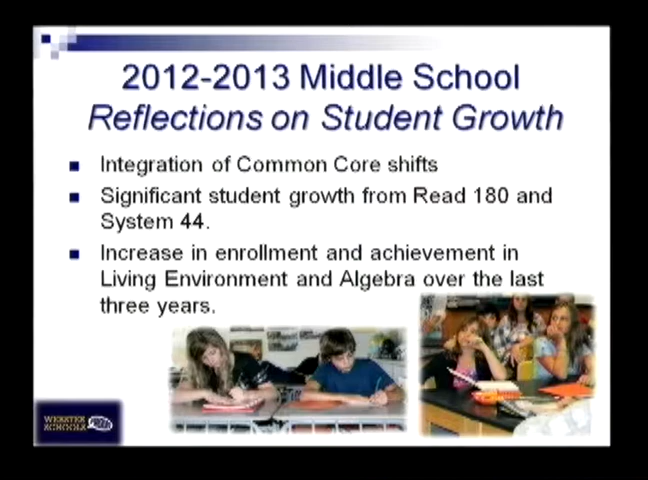 2012-2013 Middle School
Reflections on Student Growth
Integration of Common Core shifts
Significant student growth from Read 180 and
System 44.
Increase in enrollment and achievement in
Living Environment and Algebra over the last
three years.
WEBSTER
SCHOOLS